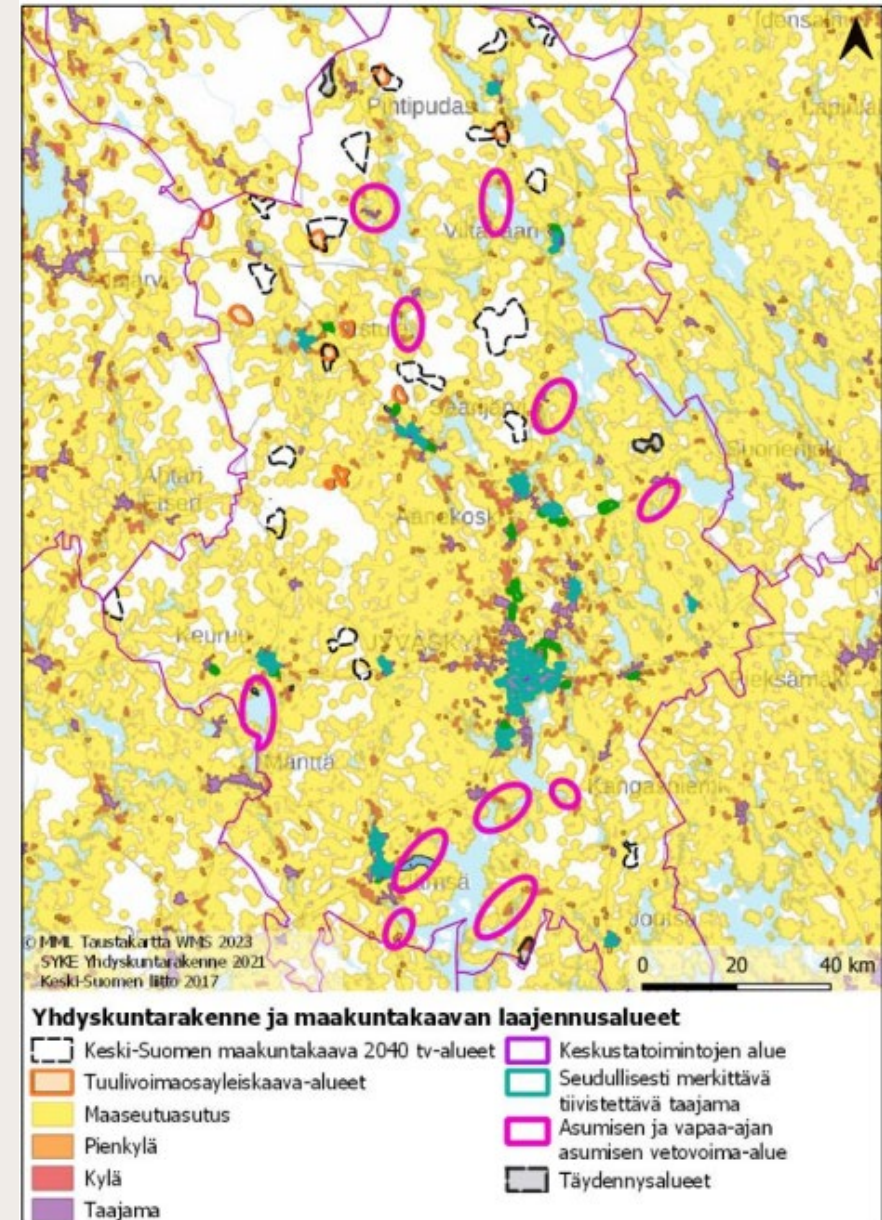 Pihtipudas
Viitasaari
Äänekoski
Suonenjoki
Ähtäri
Keuruu
JYVÄSKYLÄ
Pieksämäki
Mänttä
Kangasniemi
Jämsä
Joutsa
© MML Taustakartta WMS 2023
SYKE Yhdyskuntarakenne 2021
Keski-Suomen liitto 2017
0 20 40 km
Yhdyskuntarakenne ja maakuntakaavan laajennusalueet
Keski-Suomen maakuntakaava 2040 tv-alueet
Tuulivoimaosayleiskaava-alueet
Maaseutuasutus
Pienkylä
Kylä
Taajama
Keskustatoimintojen alue
Seudullisesti merkittävä
tiivistettävä taajama
Asumisen ja vapaa-ajan
asumisen vetovoima-alue
Täydennysalueet